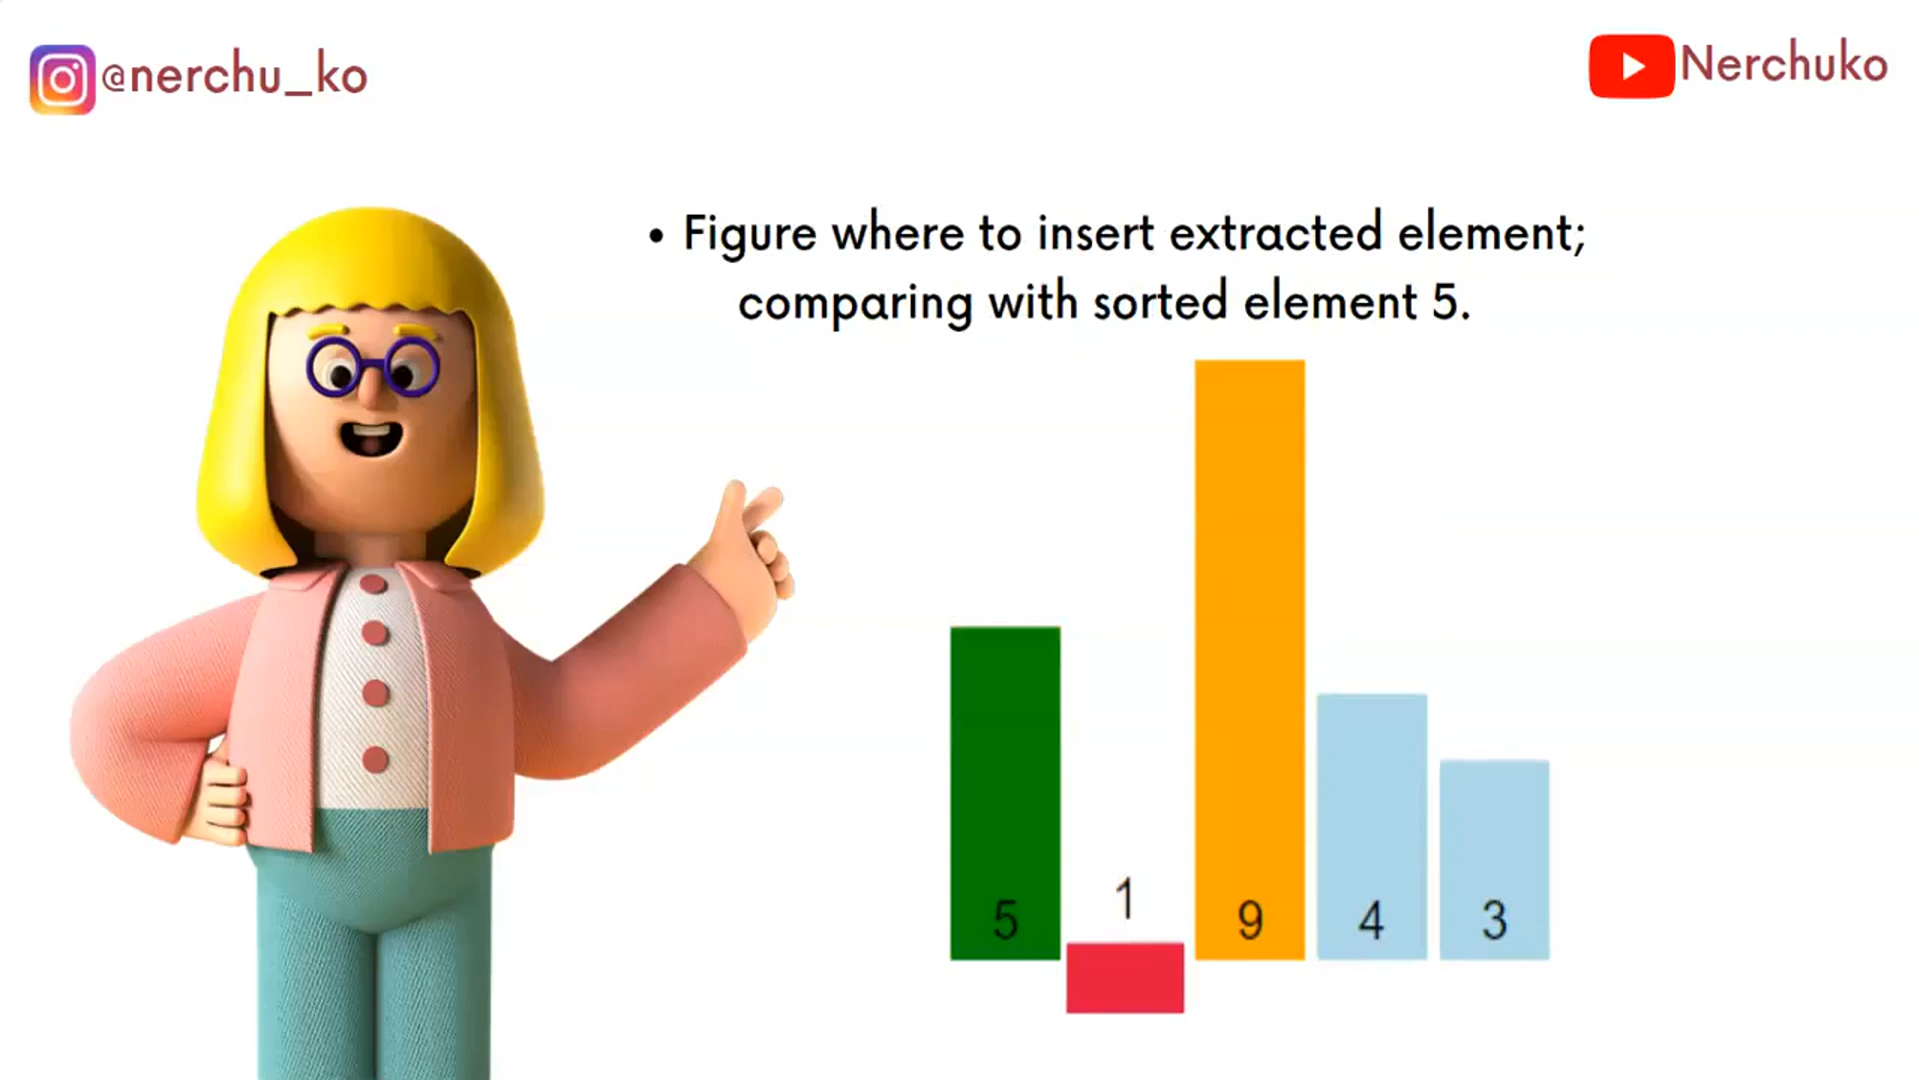 @nerchu_ko
Nerchuko
• Figure where to insert extracted element;
comparing with sorted element 5.
5 1 9 4 3